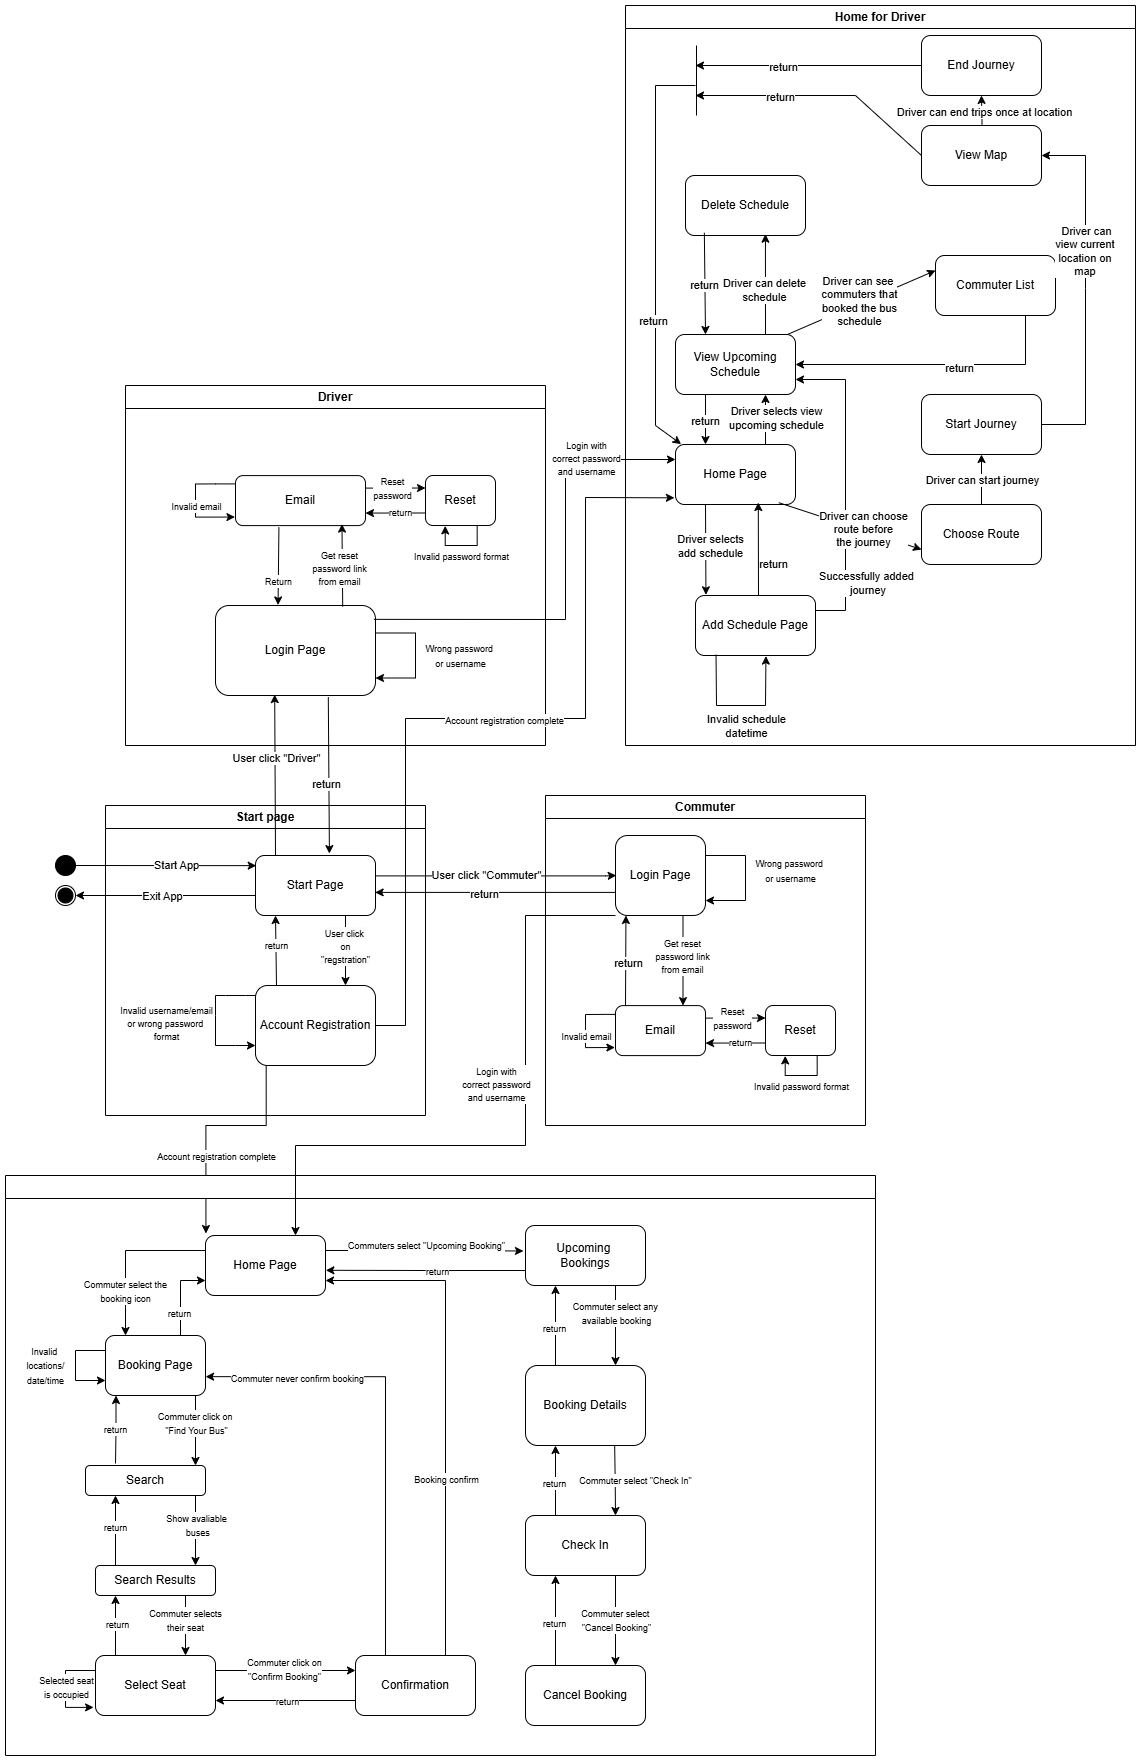 Home for Driver
End Journey
return
return
Driver can end trips once at location
View Map
Delete Schedule
Driver can
view current
location on
map
return
Driver can delete
schedule
Driver can see
commuters that
booked the bus
schedule
Commuter List
return
View Upcoming
Schedule
return
return
Driver selects view
upcoming schedule
Start Journey
Home Page
Driver can start journey
Driver selects
add schedule
return
Driver can choose
route before
the journey
Choose Route
Successfully added
journey
Add Schedule Page
Invalid schedule
datetime
Driver
Login with
correct password
and username
Email
Reset
password
return
Reset
Invalid email
Invalid password format
Return
Get reset
password link
from email
Login Page
Wrong password
or username
Account registration complete
User click "Driver"
return
Start page
Start App
Exit App
Start Page
User click "Commuter"
return
return
User click
on
"regstration"
Invalid username/email
or wrong password
format
Account Registration
Commuter
Login Page
Wrong password
or username
return
Get reset
password link
from email
Invalid email
Email
Reset
password
return
Reset
Invalid password format
Login with
correct password
and username
Account registration complete
Home Page
Commuters select "Upcoming Booking"
return
Upcoming
Bookings
Commuter select the
booking icon
return
return
Commuter select any
available booking
Invalid
locations/
date/time
Booking Page
Commuter never confirm booking
Booking Details
return
Commuter click on
"Find Your Bus"
Booking confirm
return
Commuter select "Check In"
Search
return
Show avaliable
buses
Check In
Search Results
return
Commuter selects
their seat
return
Commuter select
"Cancel Booking"
Selected seat
is occupied
Select Seat
Commuter click on
"Confirm Booking"
return
Confirmation
Cancel Booking